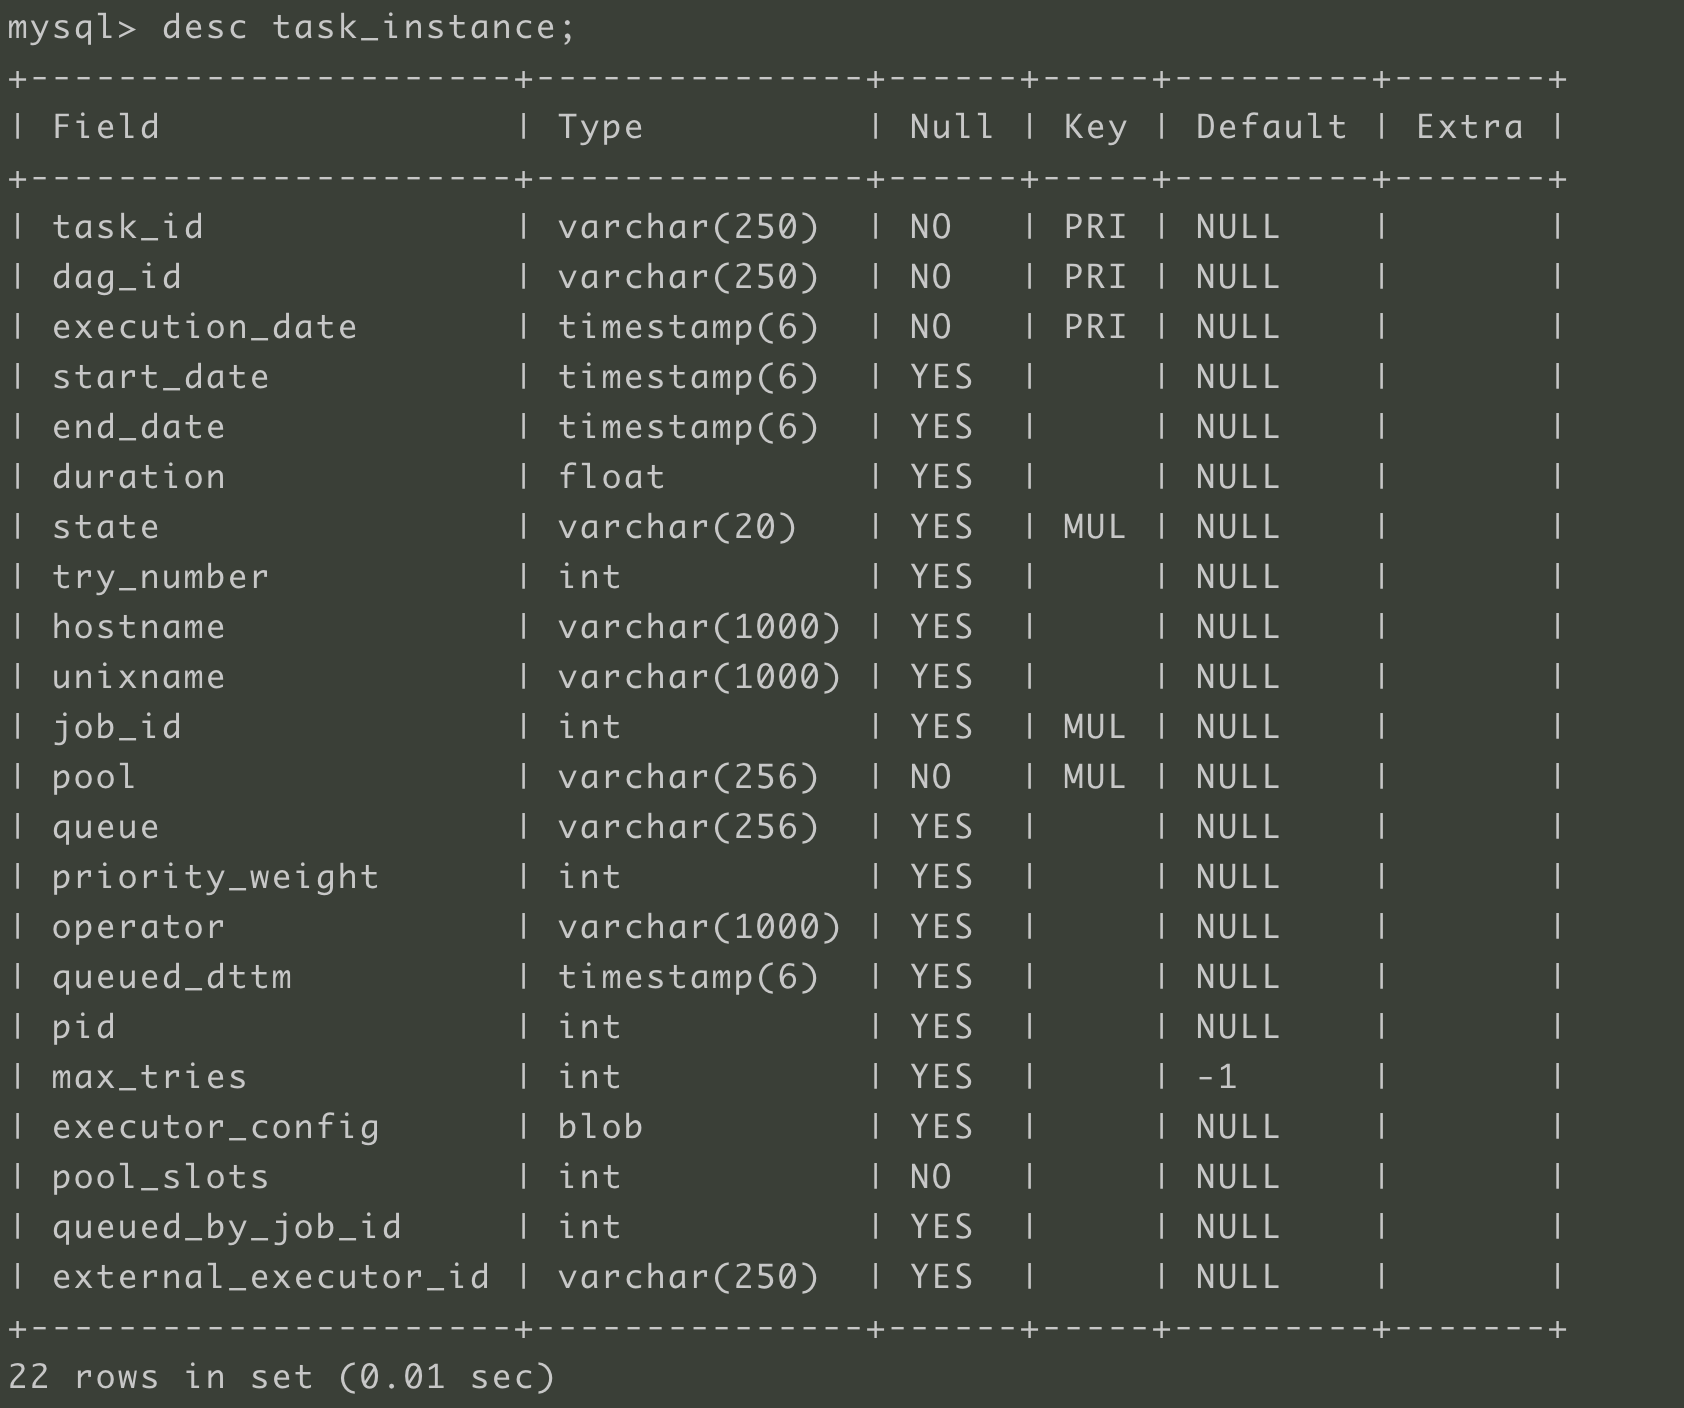 mysql> desc task_instance;
+----------------------+---------------+------+-----+---------+-------+
| Field                | Type          | Null | Key | Default | Extra |
+----------------------+---------------+------+-----+---------+-------+
| task_id              | varchar(250)  | NO   | PRI | NULL    |       |
| dag_id               | varchar(250)  | NO   | PRI | NULL    |       |
| execution_date       | timestamp(6)  | NO   | PRI | NULL    |       |
| start_date           | timestamp(6)  | YES  |     | NULL    |       |
| end_date             | timestamp(6)  | YES  |     | NULL    |       |
| duration             | float         | YES  |     | NULL    |       |
| state                | varchar(20)   | YES  | MUL | NULL    |       |
| try_number           | int           | YES  |     | NULL    |       |
| hostname             | varchar(1000) | YES  |     | NULL    |       |
| unixname             | varchar(1000) | YES  |     | NULL    |       |
| job_id               | int           | YES  | MUL | NULL    |       |
| pool                 | varchar(256)  | NO   | MUL | NULL    |       |
| queue                | varchar(256)  | YES  |     | NULL    |       |
| priority_weight      | int           | YES  |     | NULL    |       |
| operator             | varchar(1000) | YES  |     | NULL    |       |
| queued_dttm          | timestamp(6)  | YES  |     | NULL    |       |
| pid                  | int           | YES  |     | NULL    |       |
| max_tries            | int           | YES  |     | -1      |       |
| executor_config      | blob          | YES  |     | NULL    |       |
| pool_slots           | int           | NO   |     | NULL    |       |
| queued_by_job_id     | int           | YES  |     | NULL    |       |
| external_executor_id | varchar(250)  | YES  |     | NULL    |       |
+----------------------+---------------+------+-----+---------+-------+
22 rows in set (0.01 sec)